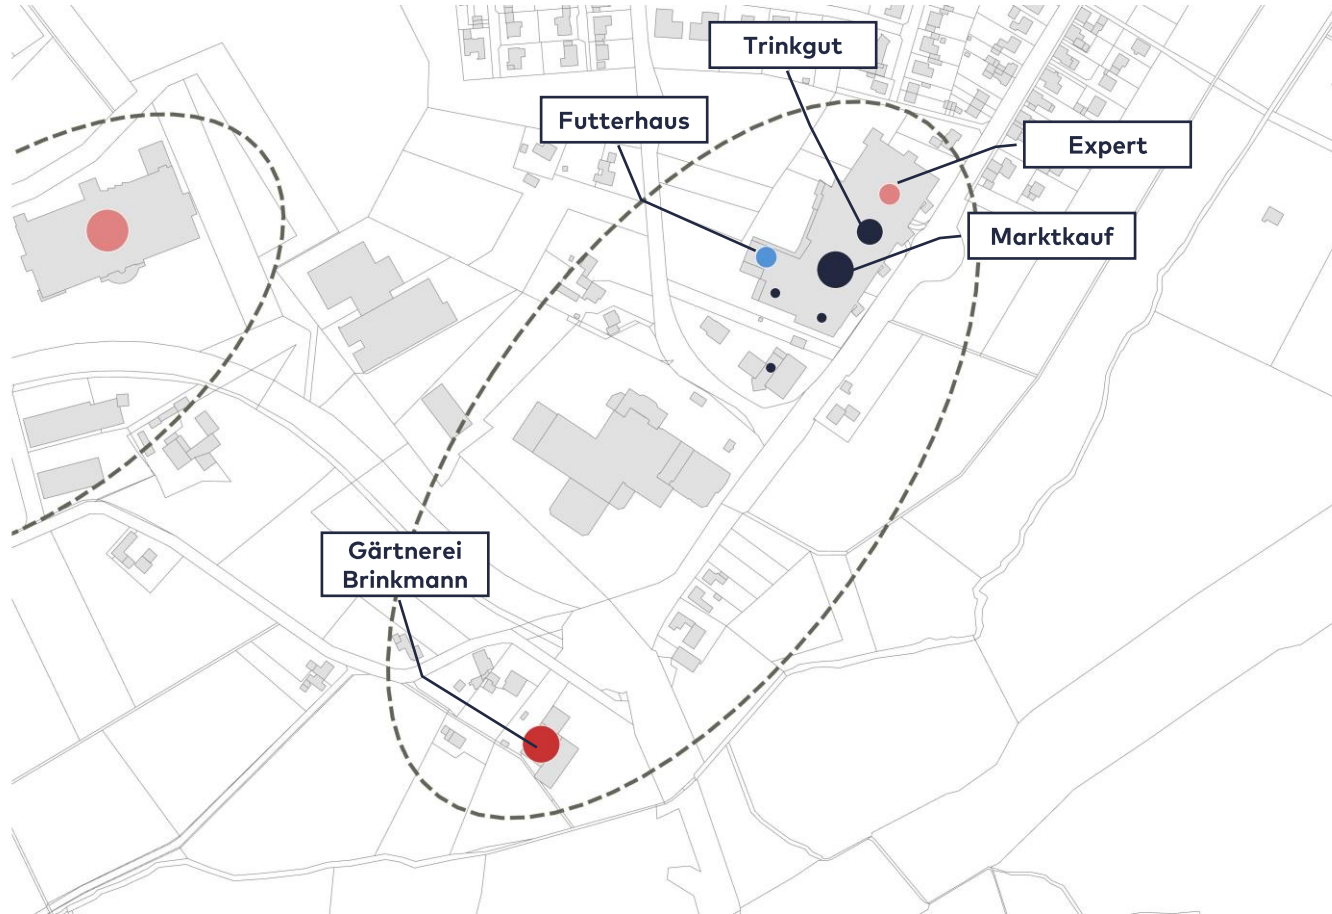 Trinkgut
Futterhaus
Expert
Marktkauf
Gärtnerei
Brinkmann